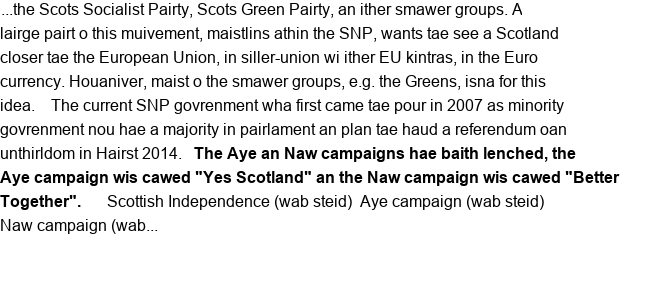 ...the Scots Socialist Pairty, Scots Green Pairty, an ither smawer groups. A
lairge pairt o this muivement, maistlins athin the SNP, wants tae see a Scotland
closer tae the European Union, in siller-union wi ither EU kintras, in the Euro
currency. Houaniver, maist o the smawer groups, e.g. the Greens, isna for this
idea. The current SNP govrenment wha first came tae pour in 2007 as minority
govrenment nou hae a majority in pairlament an plan tae haud a referendum oan
unthirldom in Hairst 2014. The Aye an Naw campaigns hae baith lenched, the
Aye campaign wis cawed "Yes Scotland" an the Naw campaign wis cawed "Better
Together". Scottish Independence (wab steid) Aye campaign (wab steid)
Naw campaign (wab...